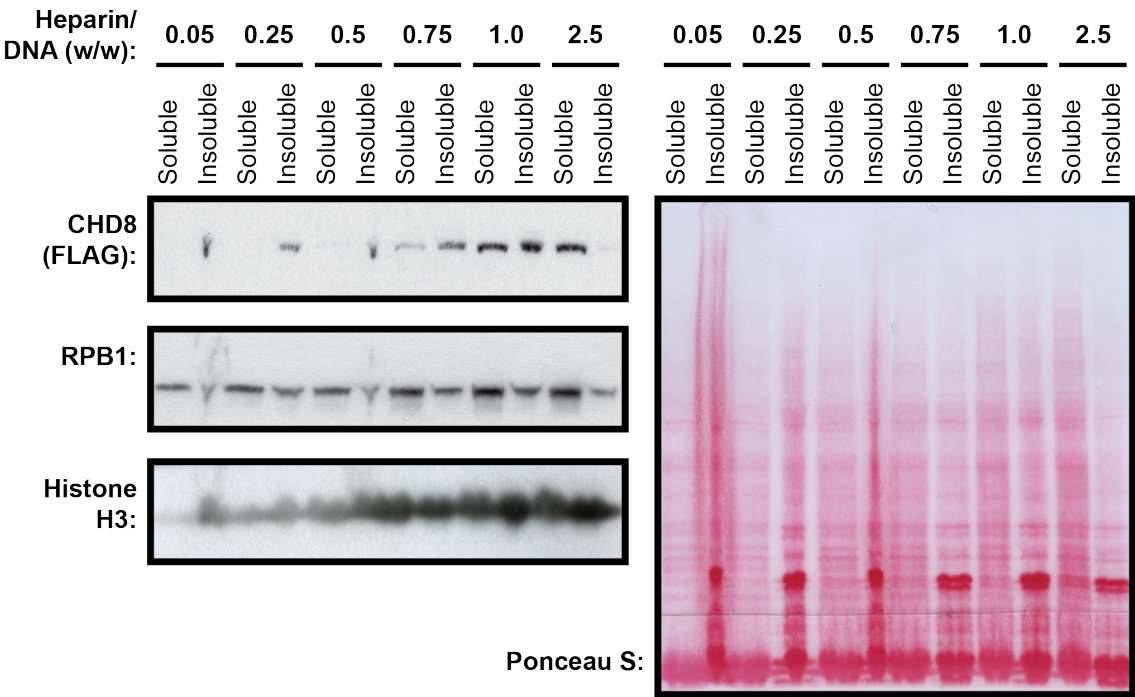 Heparin/
DNA (w/w):
0.05 0.25 0.5 0.75 1.0 2.5 0.05 0.25 0.5 0.75 1.0 2.5
Soluble Insoluble Soluble Insoluble Soluble Insoluble Soluble Insoluble Soluble Insoluble Soluble Insoluble Soluble Insoluble Soluble Insoluble Soluble Insoluble Soluble Insoluble Soluble Insoluble Soluble Insoluble
CHD8
(FLAG):
RPB1:
Histone
H3:
Ponceau S: